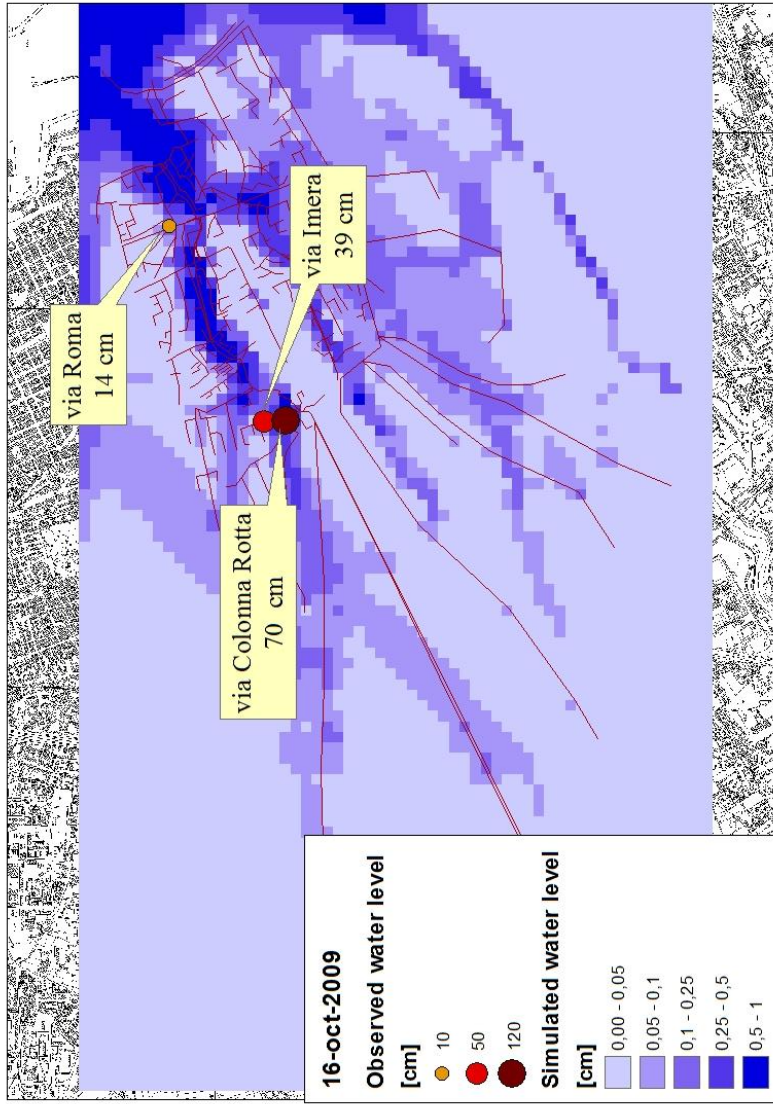 via Roma
14 cm
via Imera
39 cm
via Colonna Rotta
70 cm
16-oct-2009
Observed water level
[cm]
10
50
120
Simulated water level
[cm]
0,00 - 0,05
0,05 - 0,1
0,1 - 0,25
0,25 - 0,5
0,5 - 1